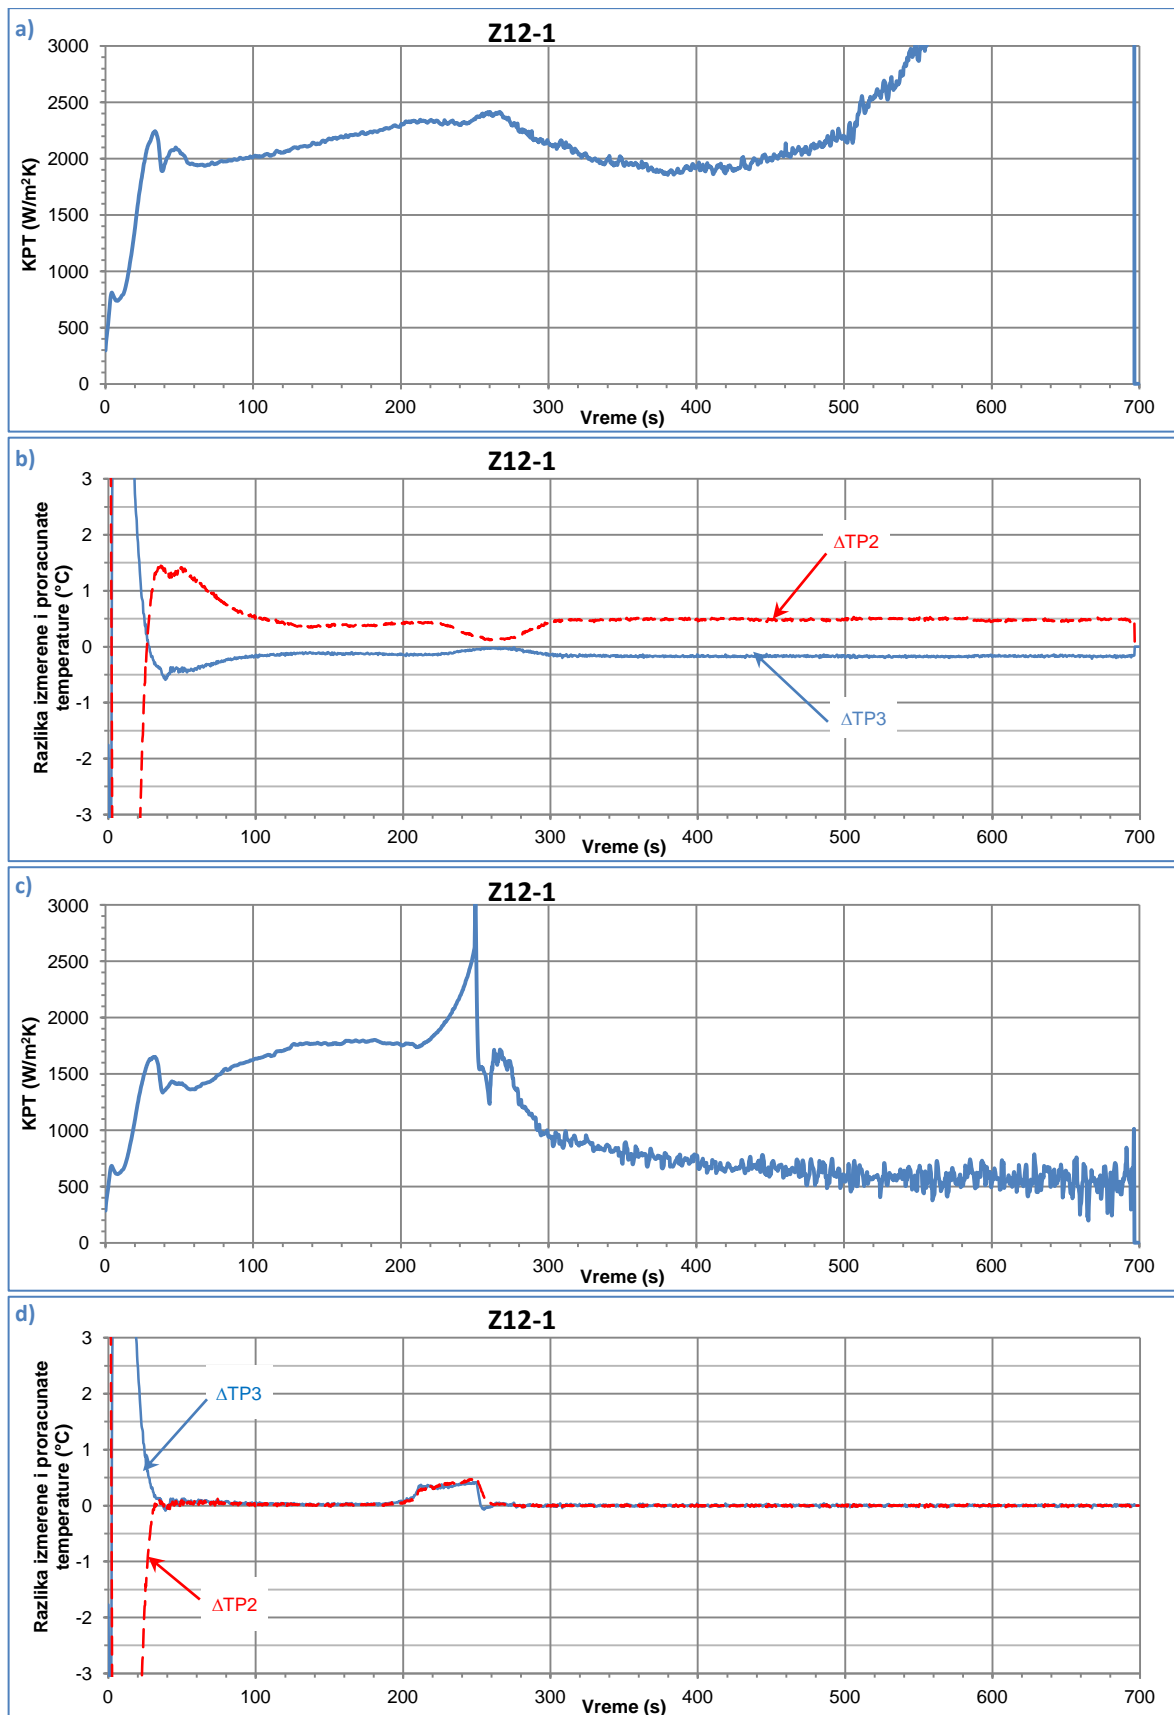 a)
Z12-1
KPT (W/m²K)
3000
2500
2000
1500
1000
500
0
0 100 200 300 400 500 600 700
Vreme (s)
b)
Z12-1
Razlika izmerene i proracunate
temperature (°C)
3
2
1
0
-1
-2
-3
ΔTP2
ΔTP3
0 100 200 300 400 500 600 700
Vreme (s)
c)
Z12-1
KPT (W/m²K)
3000
2500
2000
1500
1000
500
0
0 100 200 300 400 500 600 700
Vreme (s)
d)
Z12-1
Razlika izmerene i proracunate
temperature (°C)
3
2
1
0
-1
-2
-3
ΔTP3
ΔTP2
0 100 200 300 400 500 600 700
Vreme (s)